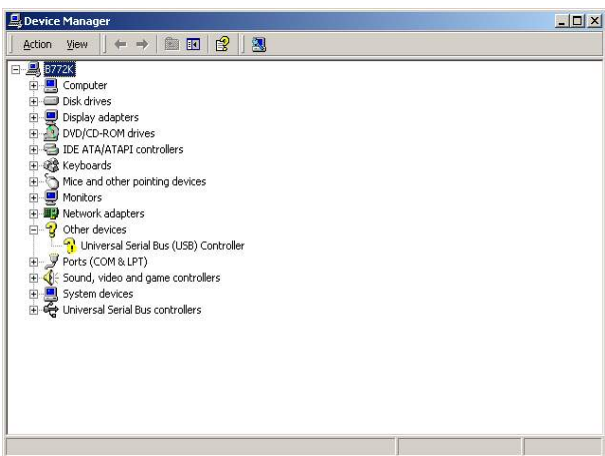 Device Manager
Action View
B772K
Computer
Disk drives
Display adapters
DVD/CD-ROM drives
IDE ATA/ATAPI controllers
Keyboards
Mice and other pointing devices
Monitors
Network adapters
Other devices
Universal Serial Bus (USB) Controller
Ports (COM & LPT)
Sound, video and game controllers
System devices
Universal Serial Bus controllers